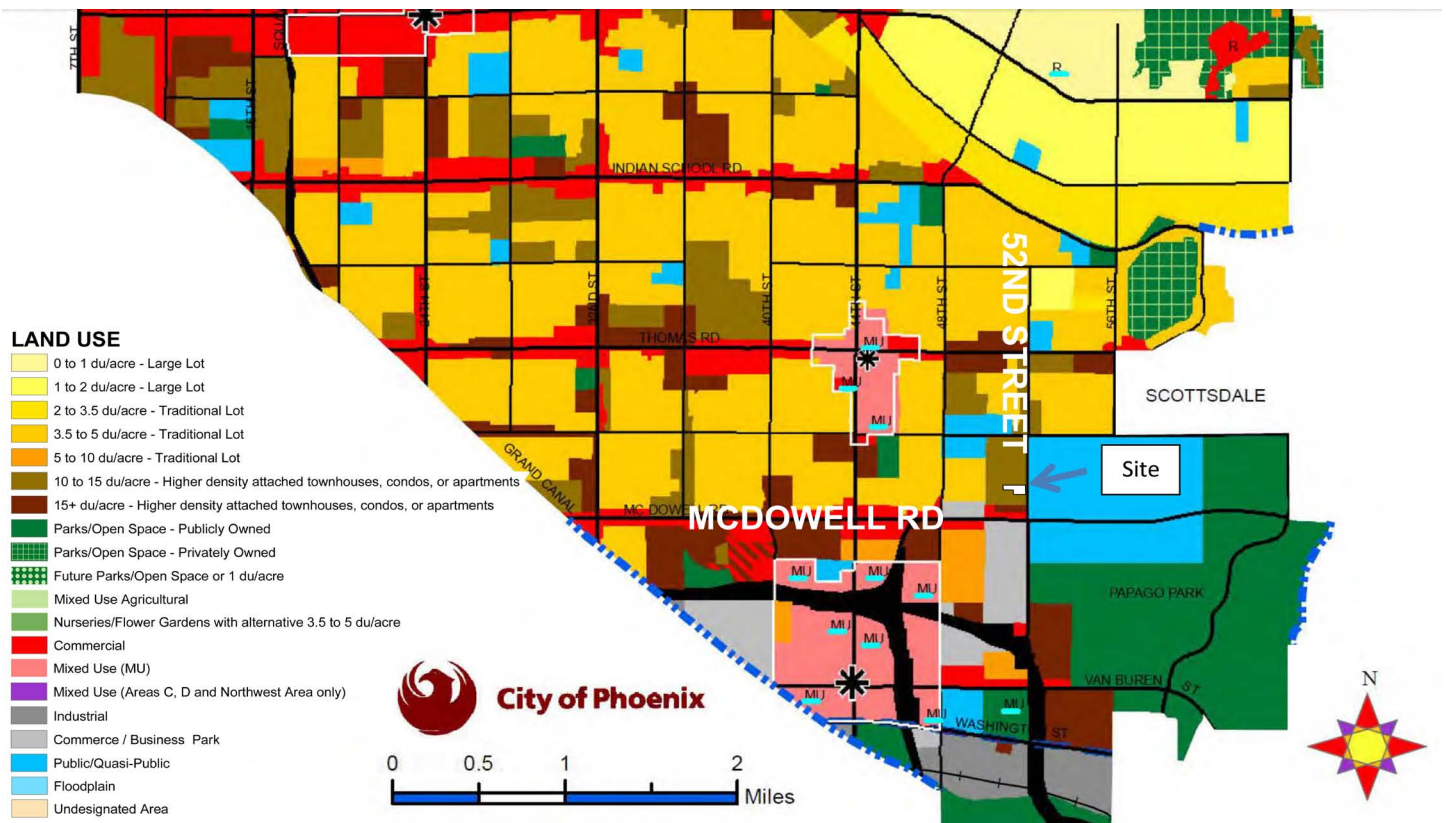 7TH ST
SQUA
16TH ST
R
R
INDIAN SCHOOL RD
24TH ST
32ND ST
40TH ST
44TH ST
48TH ST
52ND STREET
56TH ST
THOMAS RD
MU
MU
MU
SCOTTSDALE
Site
GRAND CANAL
MC DOWELL RD
MCDOWELL RD
MU
MU
MU
MU
MU
MU
MU
MU
PAPAGO PARK
VAN BUREN ST
WASHINGTON ST
LAND USE
0 to 1 du/acre - Large Lot
1 to 2 du/acre - Large Lot
2 to 3.5 du/acre - Traditional Lot
3.5 to 5 du/acre - Traditional Lot
5 to 10 du/acre - Traditional Lot
10 to 15 du/acre - Higher density attached townhouses, condos, or apartments
15+ du/acre - Higher density attached townhouses, condos, or apartments
Parks/Open Space - Publicly Owned
Parks/Open Space - Privately Owned
Future Parks/Open Space or 1 du/acre
Mixed Use Agricultural
Nurseries/Flower Gardens with alternative 3.5 to 5 du/acre
Commercial
Mixed Use (MU)
Mixed Use (Areas C, D and Northwest Area only)
Industrial
Commerce / Business Park
Public/Quasi-Public
Floodplain
Undesignated Area
City of Phoenix
0 0.5 1 2
Miles
N